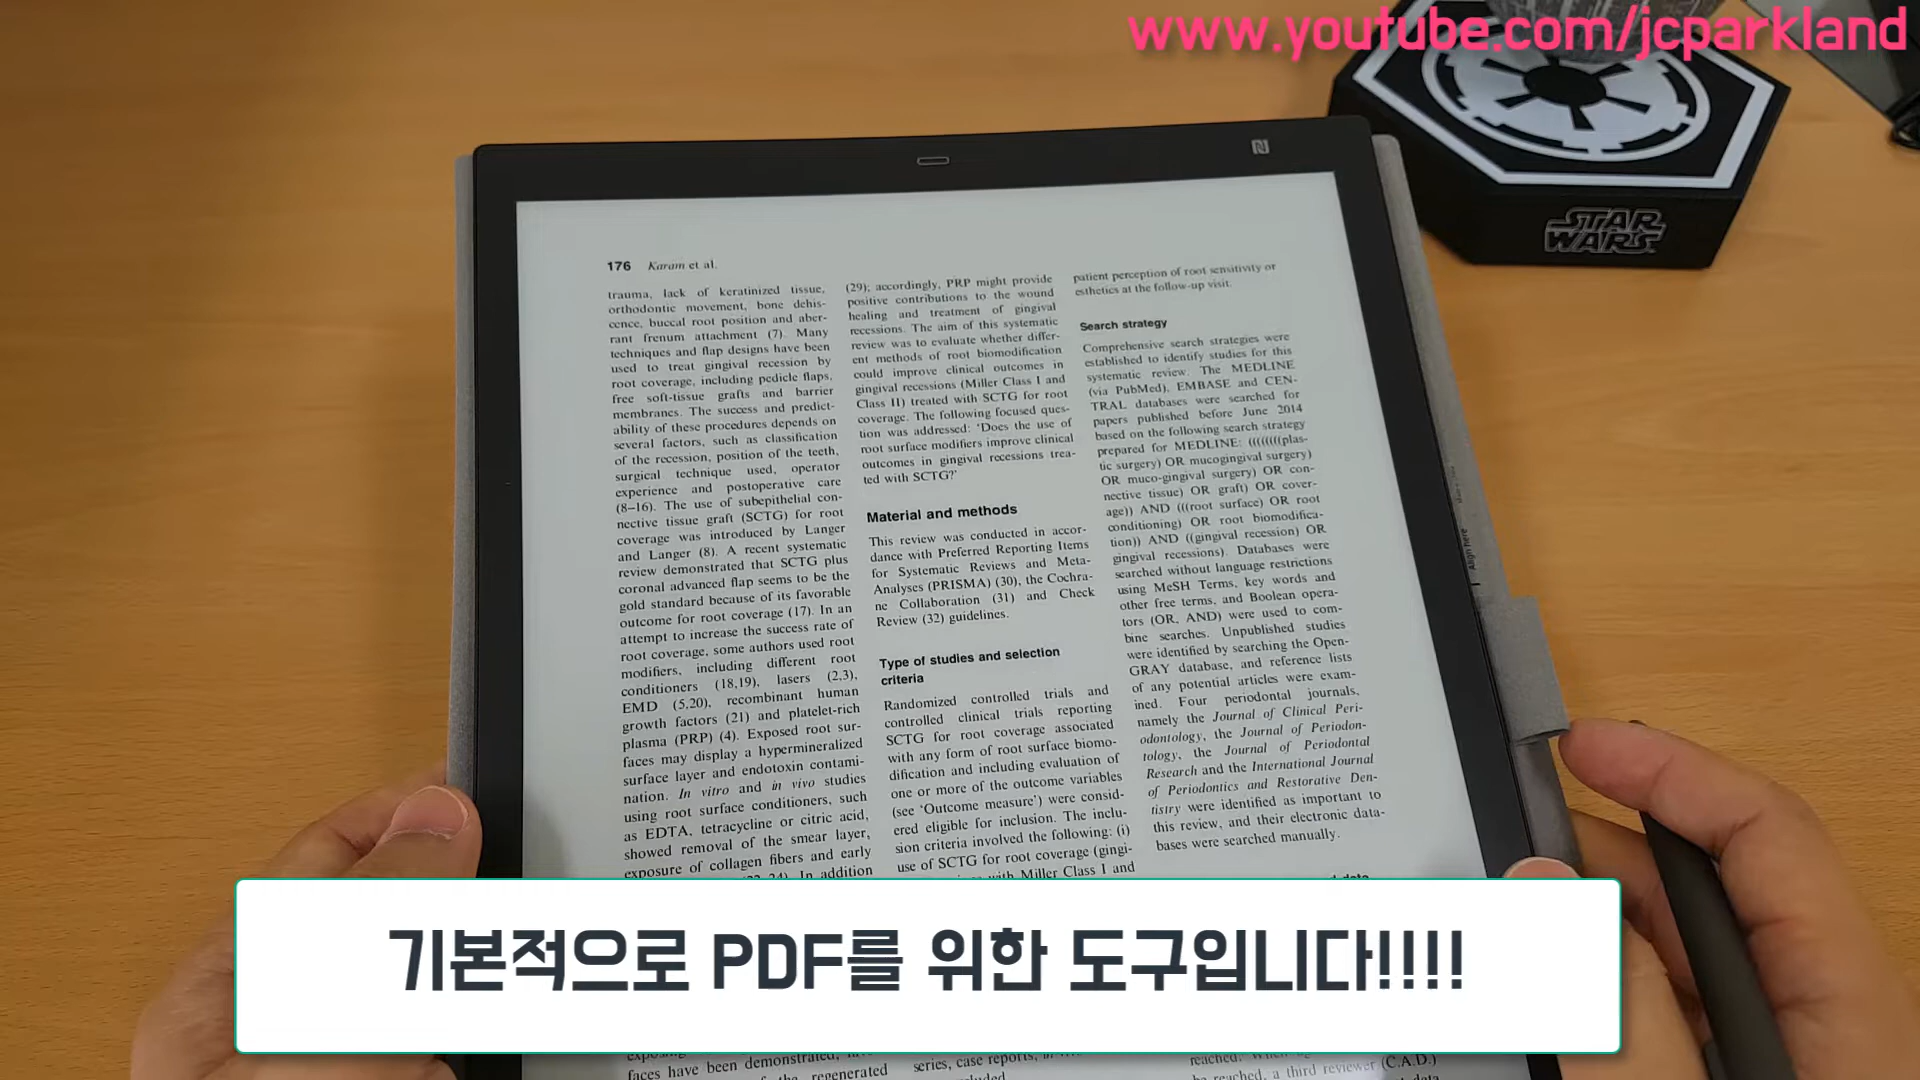 www.youtube.com/jcparkland
STAR
WARS
176 Karam et al.
trauma, lack of keratinized tissue,
orthodontic movement, bone dehis-
cence, buccal root position and aber-
rant frenum attachment (7). Many
techniques and flap designs have been
used to treat gingival recession by
root coverage, including pedicle flaps,
free soft-tissue grafts and barrier
membranes. The success and predict-
ability of these procedures depends on
several factors, such as classification
of the recession, position of the teeth,
surgical technique used, operator
experience and postoperative care
(8–16). The use of subepithelial con-
nective tissue graft (SCTG) for root
coverage was introduced by Langer
and Langer (8). A recent systematic
review demonstrated that SCTG plus
coronal advanced flap seems to be the
gold standard because of its favorable
outcome for root coverage (17). In an
attempt to increase the success rate of
root coverage, some authors used root
modifiers, including different root
conditioners (18,19), lasers (2,3),
EMD (5,20), recombinant human
growth factors (21) and platelet-rich
plasma (PRP) (4). Exposed root sur-
faces may display a hypermineralized
surface layer and endotoxin contami-
nation. In vitro and in vivo studies
using root surface conditioners, such
as EDTA, tetracycline or citric acid,
showed removal of the smear layer,
exposure of collagen fibers and early
In addition
faces have been demonstrated,
regenerated
(29); accordingly, PRP might provide
positive contributions to the wound
healing and treatment of gingival
recessions. The aim of this systematic
review was to evaluate whether differ-
ent methods of root biomodification
could improve clinical outcomes in
gingival recessions (Miller Class I and
Class II) treated with SCTG for root
coverage. The following focused ques-
tion was addressed: ‘Does the use of
root surface modifiers improve clinical
outcomes in gingival recessions trea-
ted with SCTG?’
Material and methods
This review was conducted in accor-
dance with Preferred Reporting Items
for Systematic Reviews and Meta-
Analyses (PRISMA) (30), the Cochra-
ne Collaboration (31) and Check
Review (32) guidelines.
Type of studies and selection
criteria
Randomized controlled trials and
controlled clinical trials reporting
SCTG for root coverage associated
with any form of root surface biomo-
dification and including evaluation of
one or more of the outcome variables
(see ‘Outcome measure’) were consid-
ered eligible for inclusion. The inclu-
sion criteria involved the following: (i)
use of SCTG for root coverage (gingi-
with Miller Class I and
series, case reports,
patient perception of root sensitivity or
esthetics at the follow-up visit.
Search strategy
Comprehensive search strategies were
established to identify studies for this
systematic review. The MEDLINE
(via PubMed), EMBASE and CEN-
TRAL databases were searched for
papers published before June 2014
based on the following search strategy
prepared for MEDLINE: ((((((((plas-
tic surgery) OR mucogingival surgery)
OR muco-gingival surgery) OR con-
nective tissue) OR graft) OR cover-
age)) AND (((root surface) OR root
conditioning) OR root biomodifica-
tion)) AND ((gingival recession) OR
gingival recessions). Databases were
searched without language restrictions
using MeSH Terms, key words and
other free terms, and Boolean opera-
tors (OR, AND) were used to com-
bine searches. Unpublished studies
were identified by searching the Open-
GRAY database, and reference lists
of any potential articles were exam-
ined. Four periodontal journals,
namely the Journal of Clinical Peri-
odontology, the Journal of Periodon-
tology, the Journal of Periodontal
Research and the International Journal
of Periodontics and Restorative Den-
tistry were identified as important to
this review, and their electronic data-
bases were searched manually.
a third reviewer (C.A.D.)
Align here
기본적으로 PDF를 위한 도구입니다!!!!